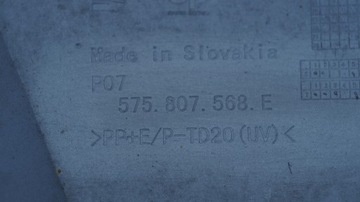 Made in Slovakia
P07
575.807.568.E
>PP+E/P-TD20(UV)<